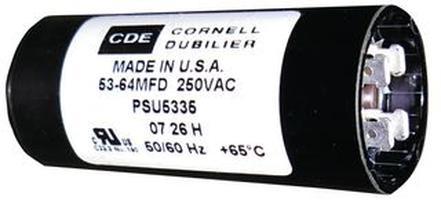 CDE CORNELL DUBILIER
MADE IN U.S.A.
53-64MFD 250VAC
PSU5335
07 26 H
50/60 Hz +65°C